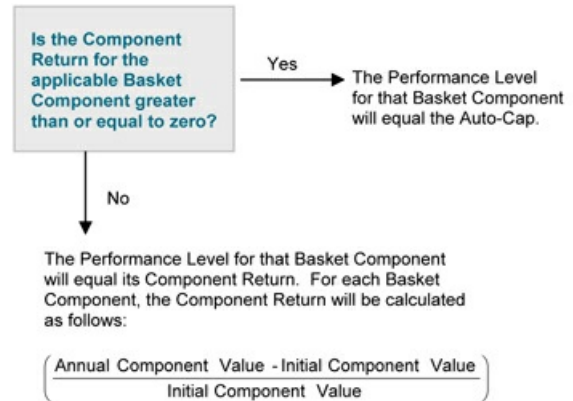 Is the Component
Return for the
applicable Basket
Component greater
than or equal to zero?
Yes
The Performance Level
for that Basket Component
will equal the Auto-Cap.
No
The Performance Level for that Basket Component
will equal its Component Return. For each Basket
Component, the Component Return will be calculated
as follows:
Annual Component Value - Initial Component Value
Initial Component Value